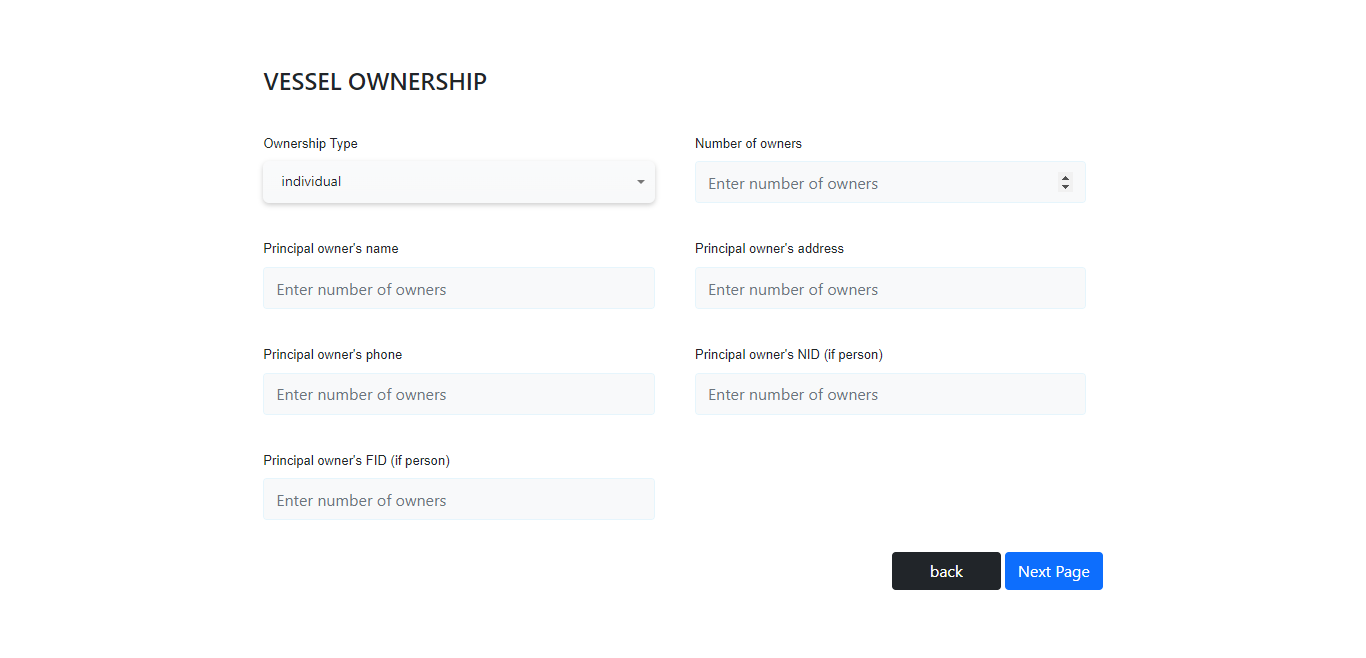 VESSEL OWNERSHIP
Ownership Type
Number of owners
individual
Enter number of owners
Principal owner's name
Principal owner's address
Enter number of owners
Enter number of owners
Principal owner's phone
Principal owner's NID (if person)
Enter number of owners
Enter number of owners
Principal owner's FID (if person)
Enter number of owners
back
Next Page